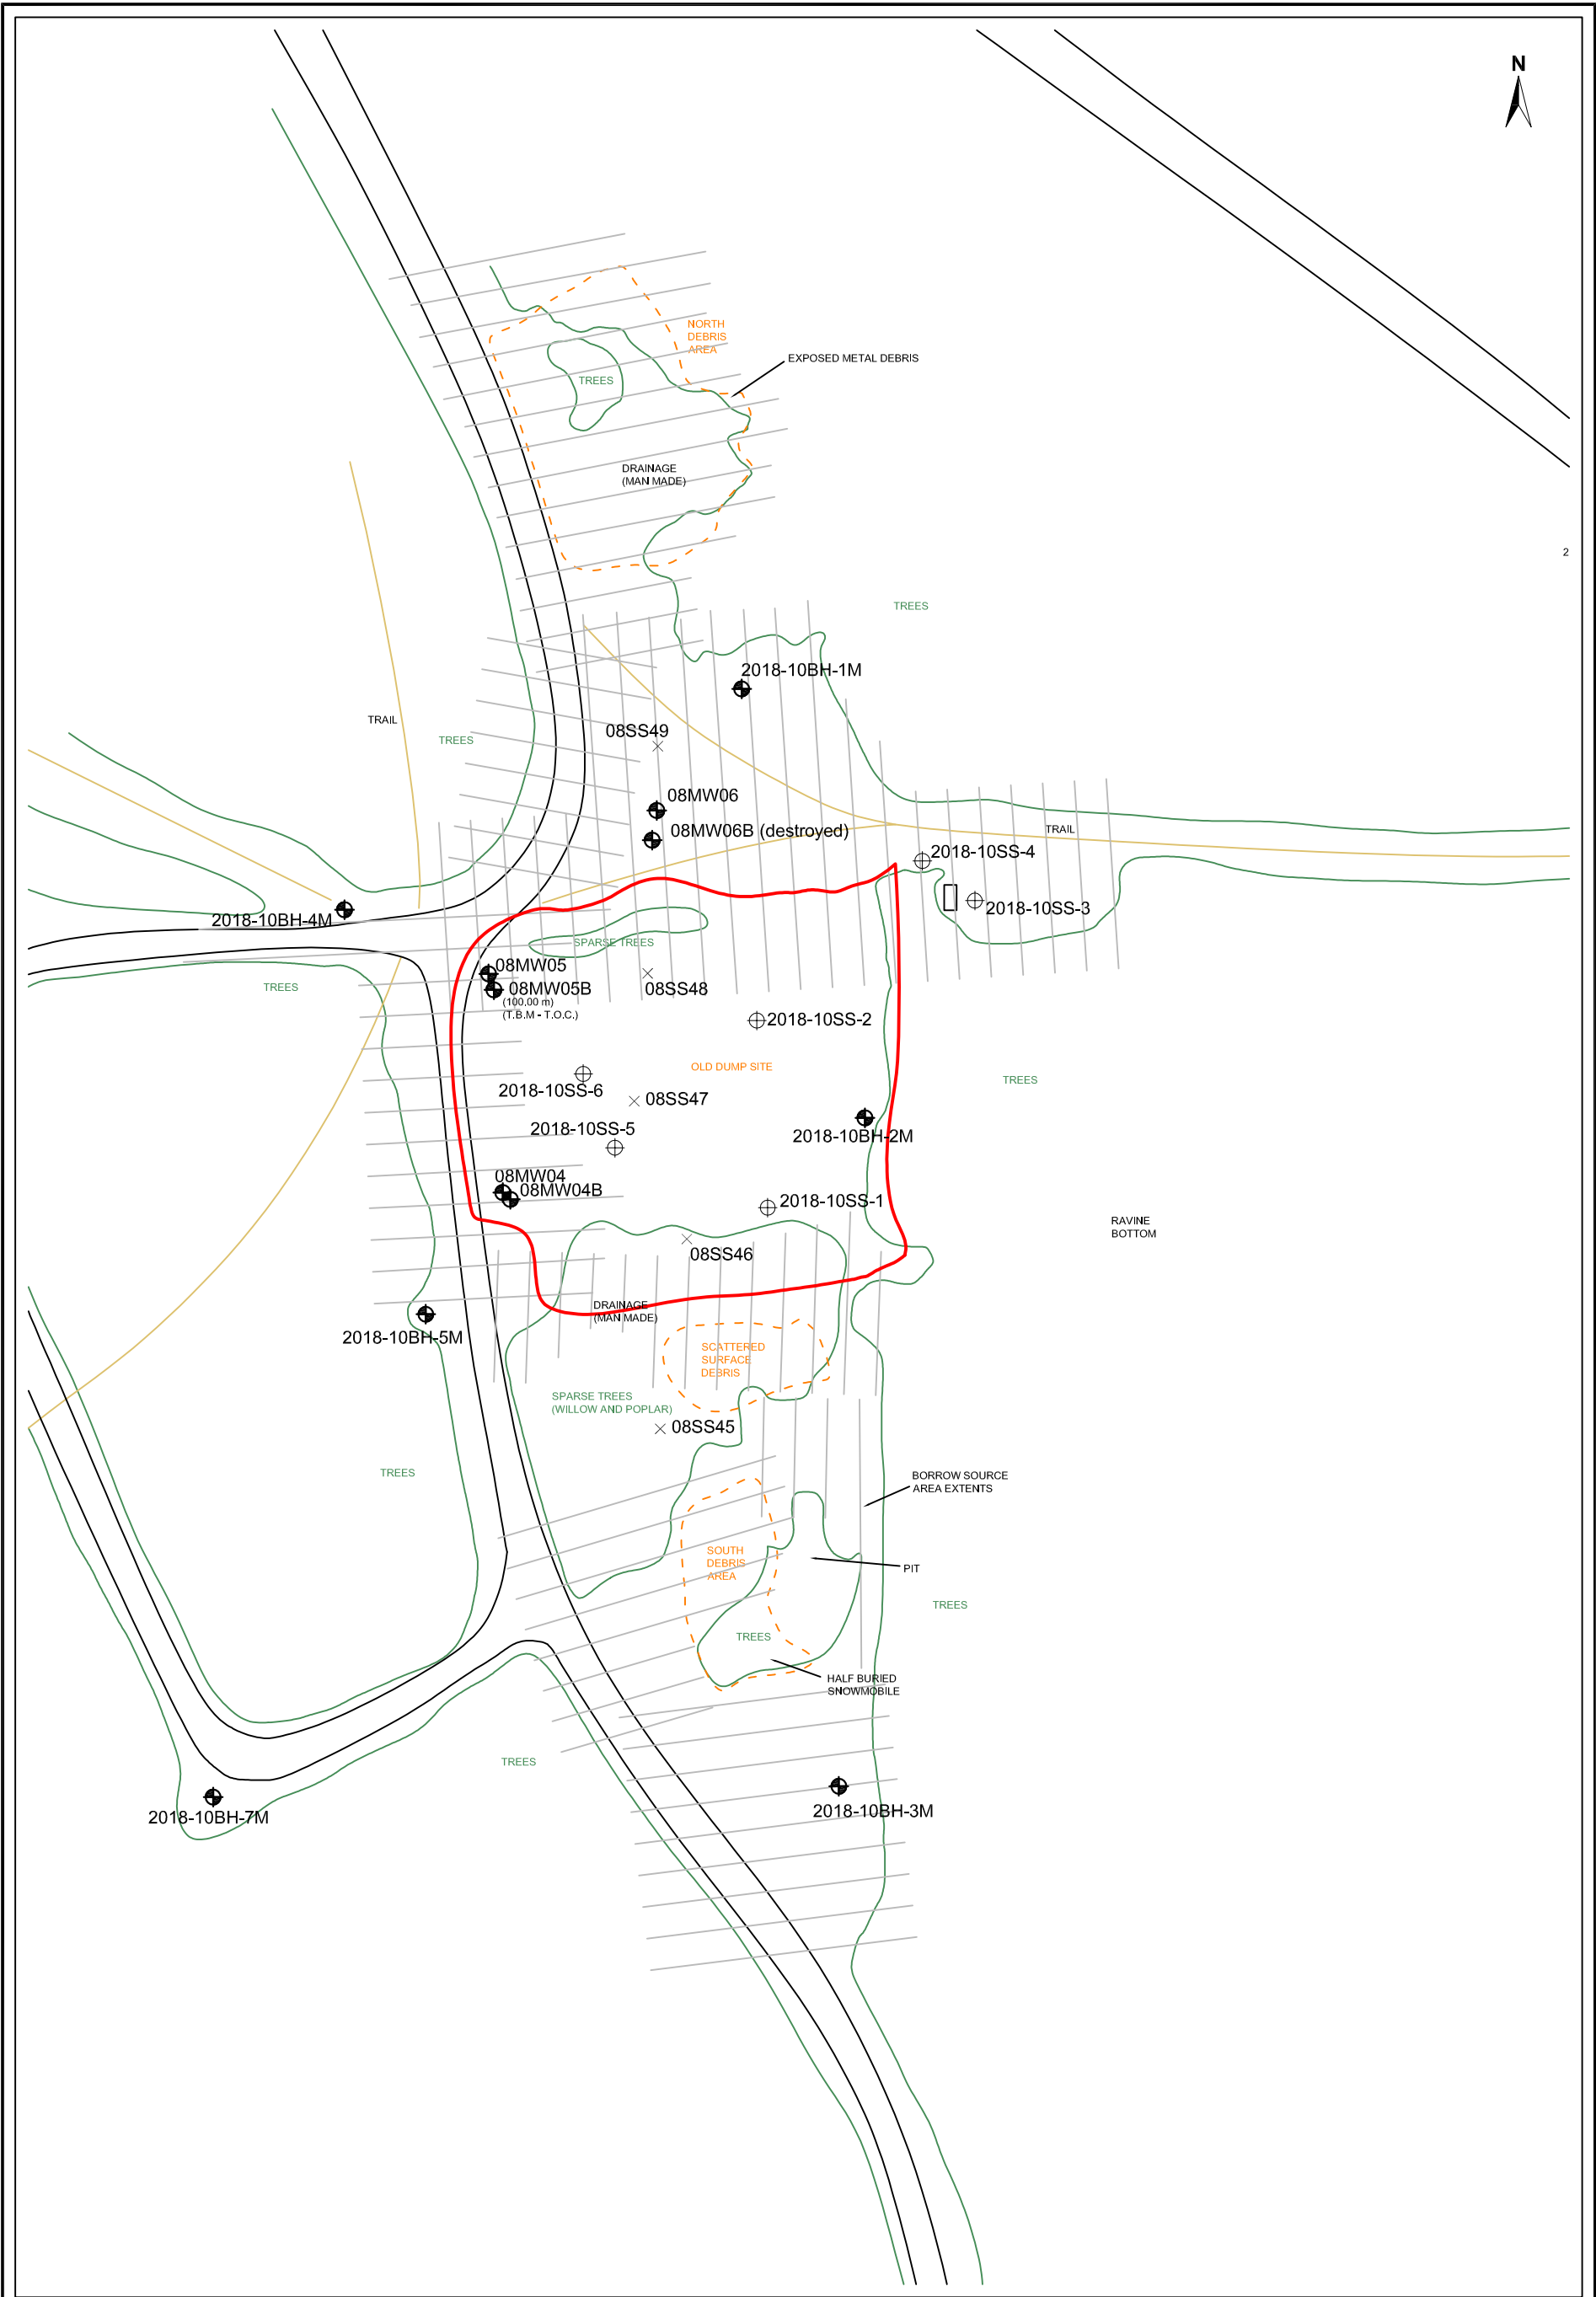 N
NORTH
DEBRIS
AREA
EXPOSED METAL DEBRIS
TREES
DRAINAGE
(MAN MADE)
2
TREES
2018-10BH-1M
TRAIL
TREES
08SS49
08MW06
08MW06B (destroyed)
TRAIL
2018-10SS-4
2018-10SS-3
2018-10BH-4M
SPARSE TREES
08MW05
08MW05B
(100.00 m)
(T.B.M - T.O.C.)
08SS48
TREES
2018-10SS-2
OLD DUMP SITE
TREES
2018-10SS-6
08SS47
2018-10SS-5
2018-10BH-2M
08MW04
08MW04B
2018-10SS-1
RAVINE
BOTTOM
08SS46
DRAINAGE
(MAN MADE)
2018-10BH-5M
SCATTERED
SURFACE
DEBRIS
SPARSE TREES
(WILLOW AND POPLAR)
08SS45
TREES
BORROW SOURCE
AREA EXTENTS
SOUTH
DEBRIS
AREA
PIT
TREES
TREES
HALF BURIED
SNOWMOBILE
TREES
2018-10BH-7M
2018-10BH-3M